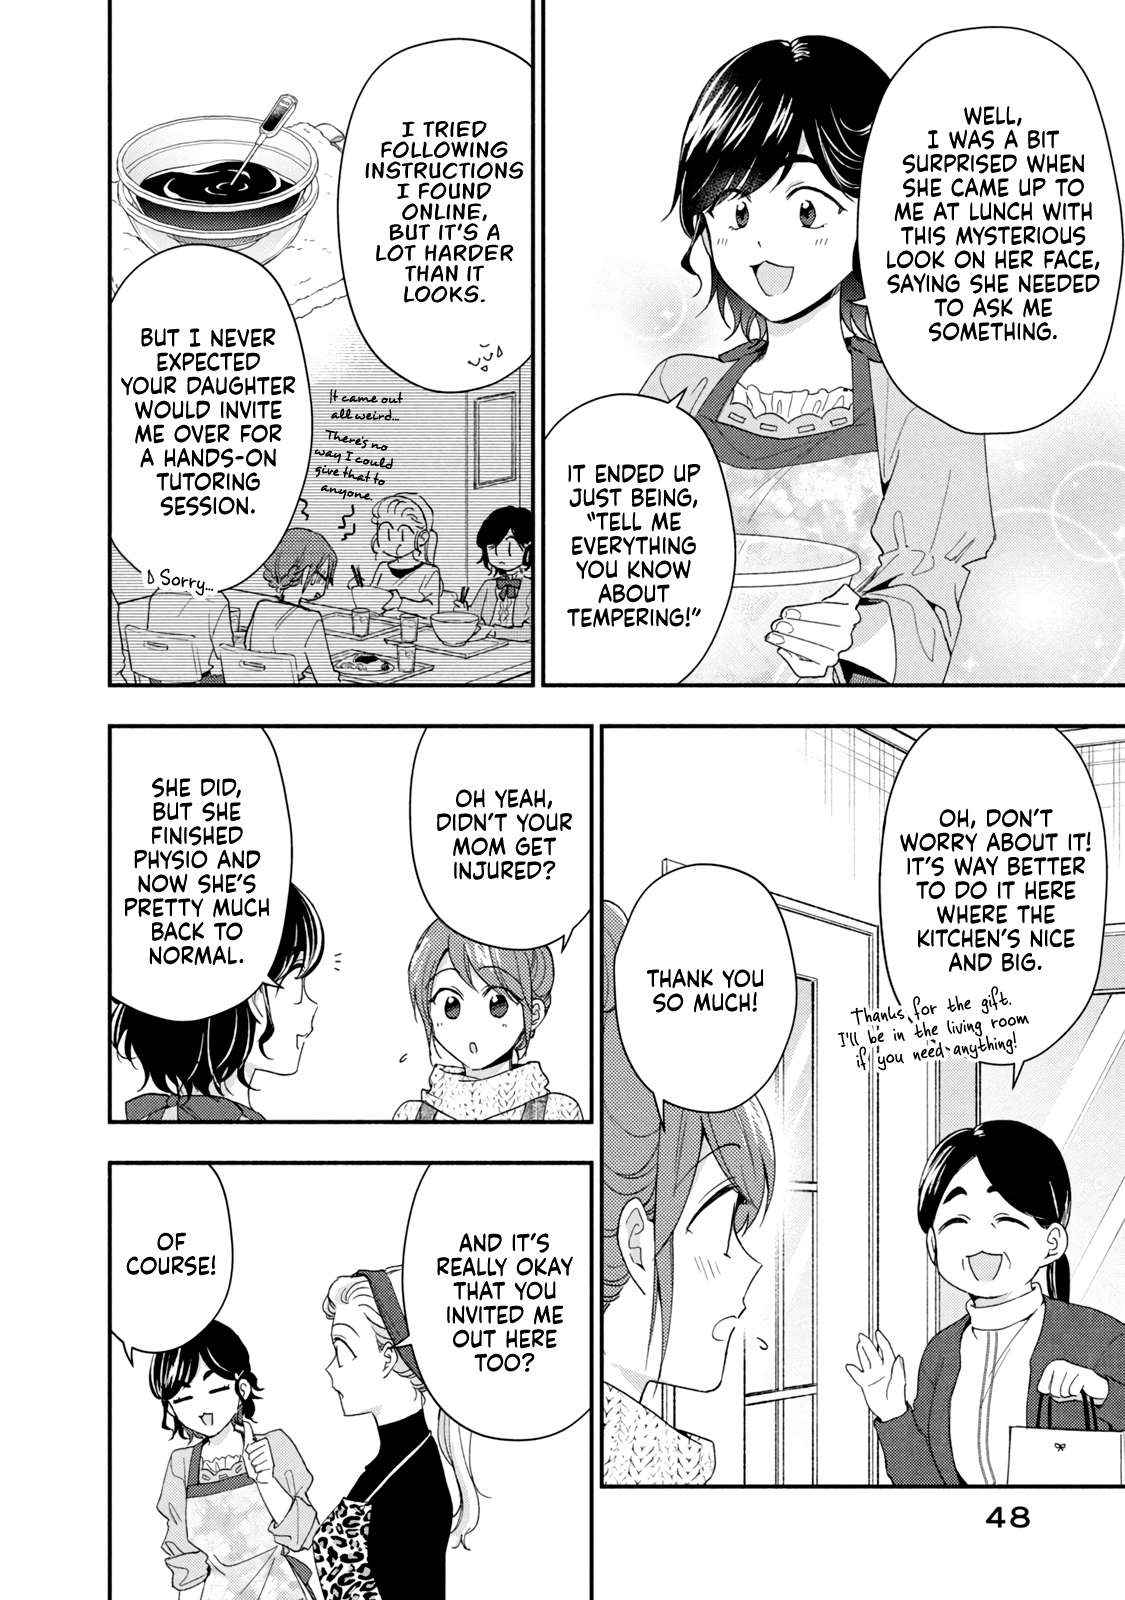 WELL,
I WAS A BIT
SURPRISED WHEN
SHE CAME UP TO
ME AT LUNCH WITH
THIS MYSTERIOUS
LOOK ON HER FACE,
SAYING SHE NEEDED
TO ASK ME
SOMETHING.
IT ENDED UP
JUST BEING,
"TELL ME
EVERYTHING
YOU KNOW
ABOUT
TEMPERING!"
I TRIED
FOLLOWING
INSTRUCTIONS
I FOUND
ONLINE,
BUT IT'S A
LOT HARDER
THAN IT
LOOKS.
It came out
all weird...
There's no
way I could
give that to
anyone.
BUT I NEVER
EXPECTED
YOUR DAUGHTER
WOULD INVITE
ME OVER FOR
A HANDS-ON
TUTORING
SESSION.
Sorry...
OH, DON'T
WORRY ABOUT IT!
IT'S WAY BETTER
TO DO IT HERE
WHERE THE
KITCHEN'S NICE
AND BIG.
Thanks for the gift.
I'll be in the living room
if you need anything!
THANK YOU
SO MUCH!
OH YEAH,
DIDN'T YOUR
MOM GET
INJURED?
SHE DID,
BUT SHE
FINISHED
PHYSIO AND
NOW SHE'S
PRETTY MUCH
BACK TO
NORMAL.
AND IT'S
REALLY OKAY
THAT YOU
INVITED ME
OUT HERE
TOO?
OF
COURSE!
48